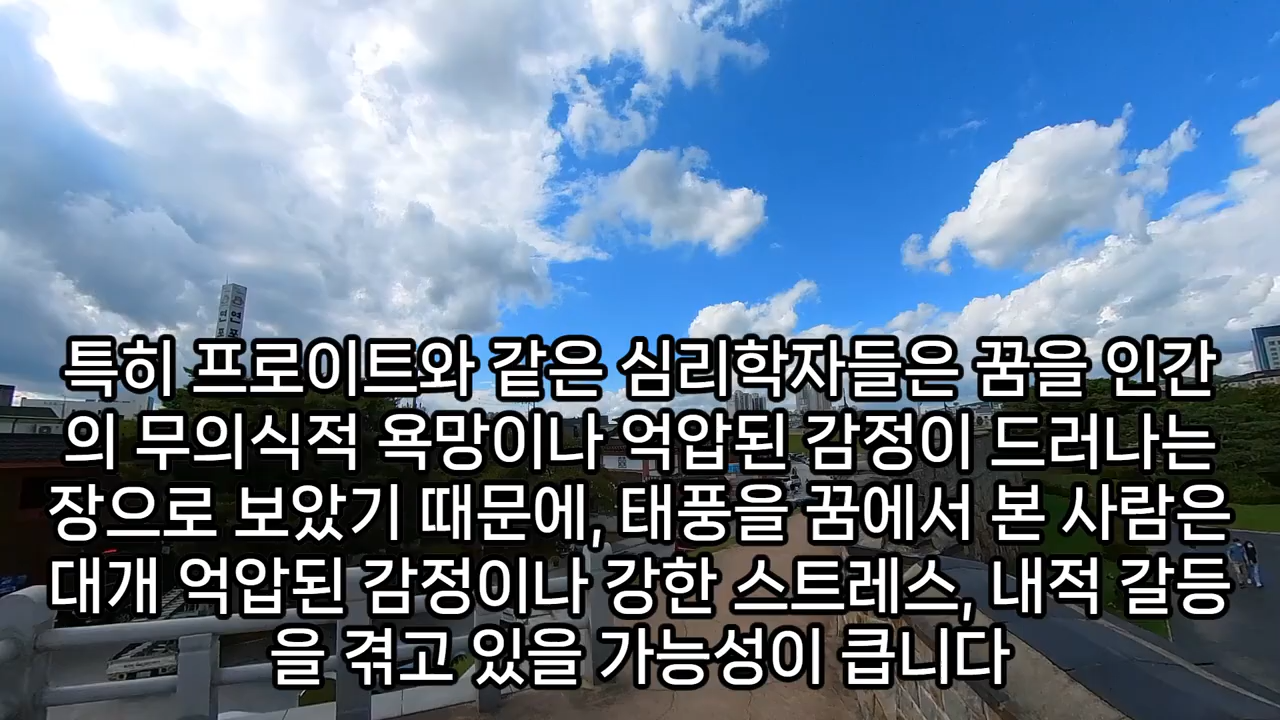 연포
특히 프로이트와 같은 심리학자들은 꿈을 인간
의 무의식적 욕망이나 억압된 감정이 드러나는
장으로 보았기 때문에, 태풍을 꿈에서 본 사람은
대개 억압된 감정이나 강한 스트레스, 내적 갈등
을 겪고 있을 가능성이 큽니다